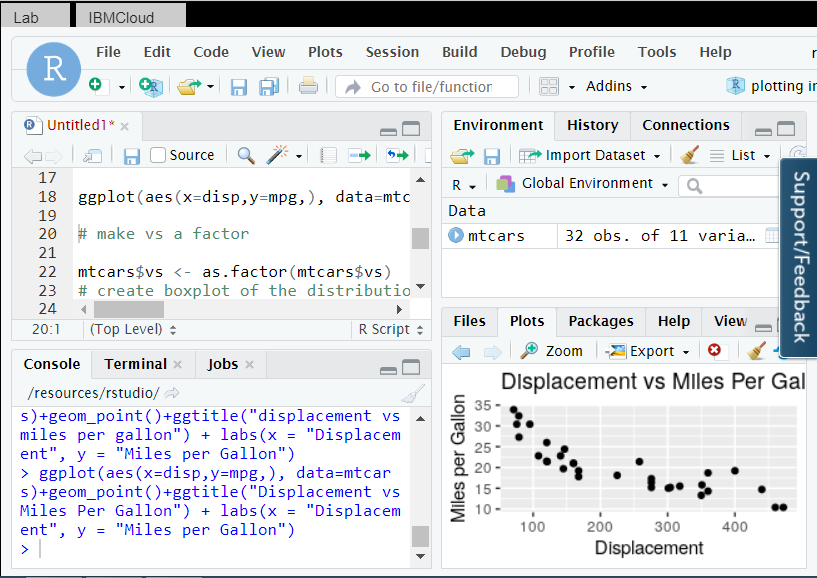 Lab IBMCloud
R File Edit Code View Plots Session Build Debug Profile Tools Help
Go to file/function Addins R plotting in
Untitled1*
Source
17
18 ggplot(aes(x=disp,y=mpg,), data=mtc
19
20 # make vs a factor
21
22 mtcars$vs <- as.factor(mtcars$vs)
23 # create boxplot of the distributio
24
20:1 (Top Level) R Script
Console Terminal Jobs
/resources/rstudio/
s)+geom_point()+ggtitle("displacement vs
miles per gallon") + labs(x = "Displacem
ent", y = "Miles per Gallon")
> ggplot(aes(x=disp,y=mpg,), data=mtcar
s)+geom_point()+ggtitle("Displacement vs
Miles Per Gallon") + labs(x = "Displacem
ent", y = "Miles per Gallon")
>
Environment History Connections
Import Dataset List
R Global Environment
Data
mtcars 32 obs. of 11 varia…
Support/Feedback
Files Plots Packages Help View
Zoom Export
Displacement vs Miles Per Gal
Miles per Gallon
35
30
25
20
15
10
100 200 300 400
Displacement